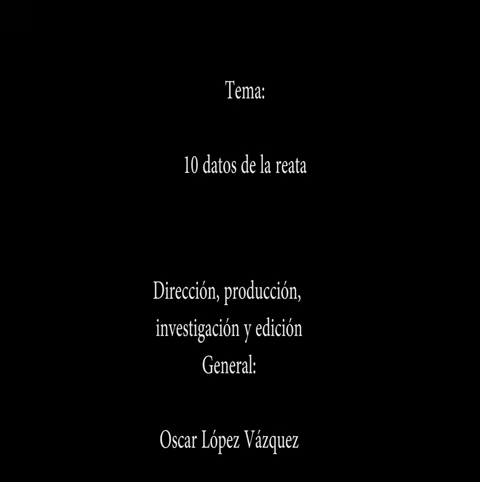 Tema:
10 datos de la reata
Dirección, producción,
investigación y edición
General:
Oscar López Vázquez